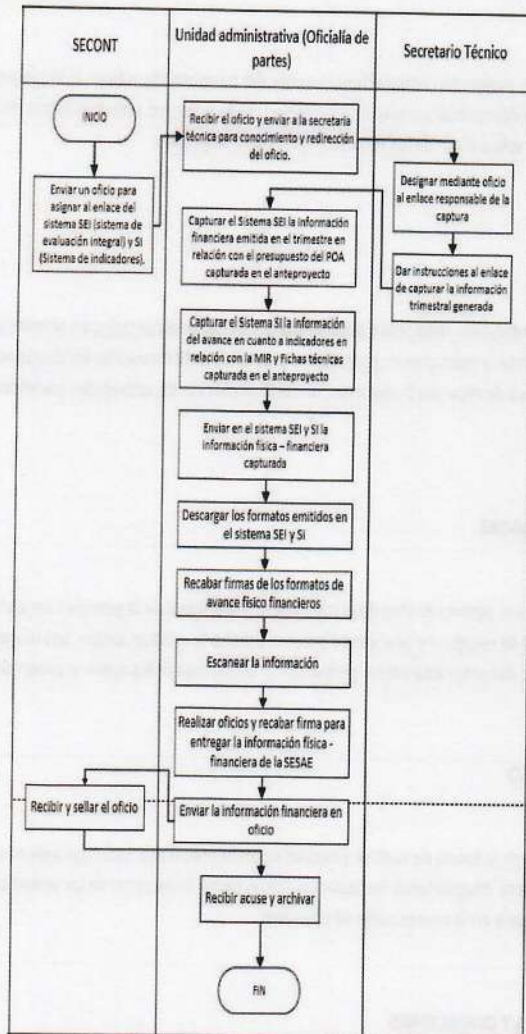 SECONT
Unidad administrativa (Oficialía de
partes)
Secretario Técnico
INICIO
Recibir el oficio y enviar a la secretaria
técnica para conocimiento y redirección
del oficio.
Enviar un oficio para
asignar al enlace del
sistema SEI (sistema de
evaluación integral) y SI
(Sistema de indicadores).
Designar mediante oficio
al enlace responsable de la
captura
Dar instrucciones al enlace
de capturar la información
trimestral generada
Capturar el Sistema SEI la información
financiera emitida en el trimestre en
relación con el presupuesto del POA
capturada en el anteproyecto
Capturar el Sistema SI la información
del avance en cuanto a indicadores en
relación con la MIR y Fichas técnicas
capturada en el anteproyecto
Enviar en el sistema SEI y SI la
información física – financiera
capturada
Descargar los formatos emitidos en
el sistema SEI y SI
Recabar firmas de los formatos de
avance físico financieros
Escanear la información
Realizar oficios y recabar firma para
entregar la información física -
financiera de la SESAE
Recibir y sellar el oficio
Enviar la información financiera en
oficio
Recibir acuse y archivar
FIN